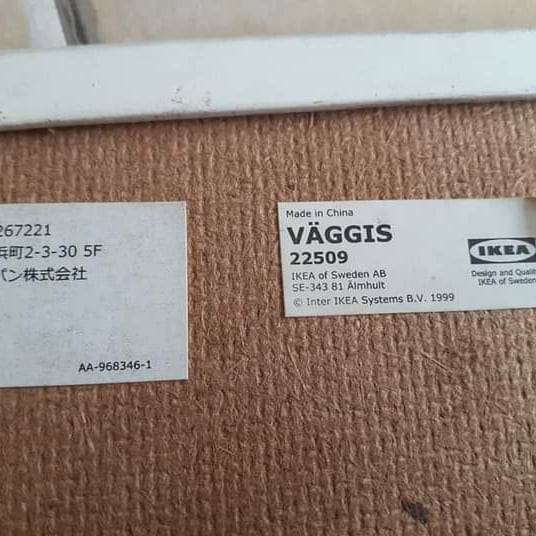 267221
浜町2-3-30 5F
パン株式会社
AA-968346-1
Made in China
VÄGGIS
22509
IKEA of Sweden AB
SE-343 81 Älmhult
© Inter IKEA Systems B.V. 1999
IKEA
Design and Quality
IKEA of Sweden